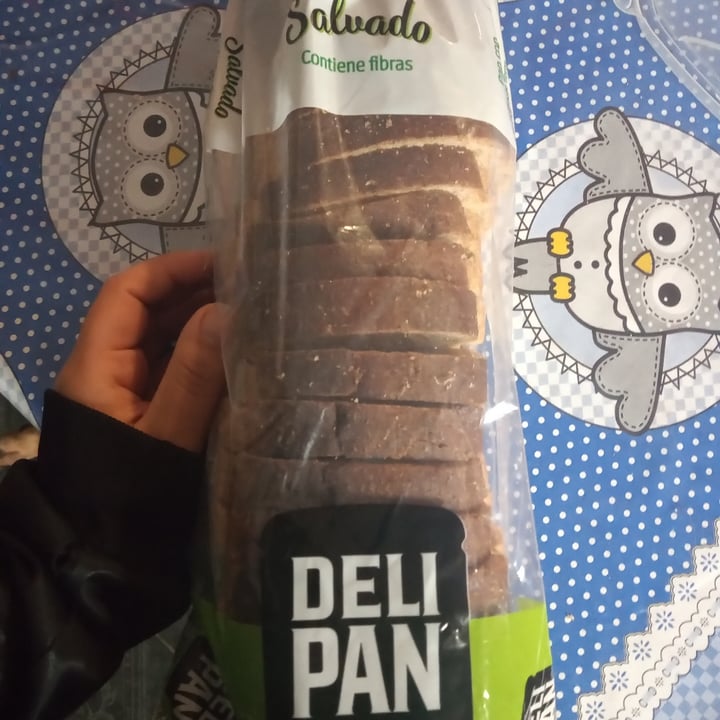 Salvado
Contiene fibras
Salvado
DELI
PAN